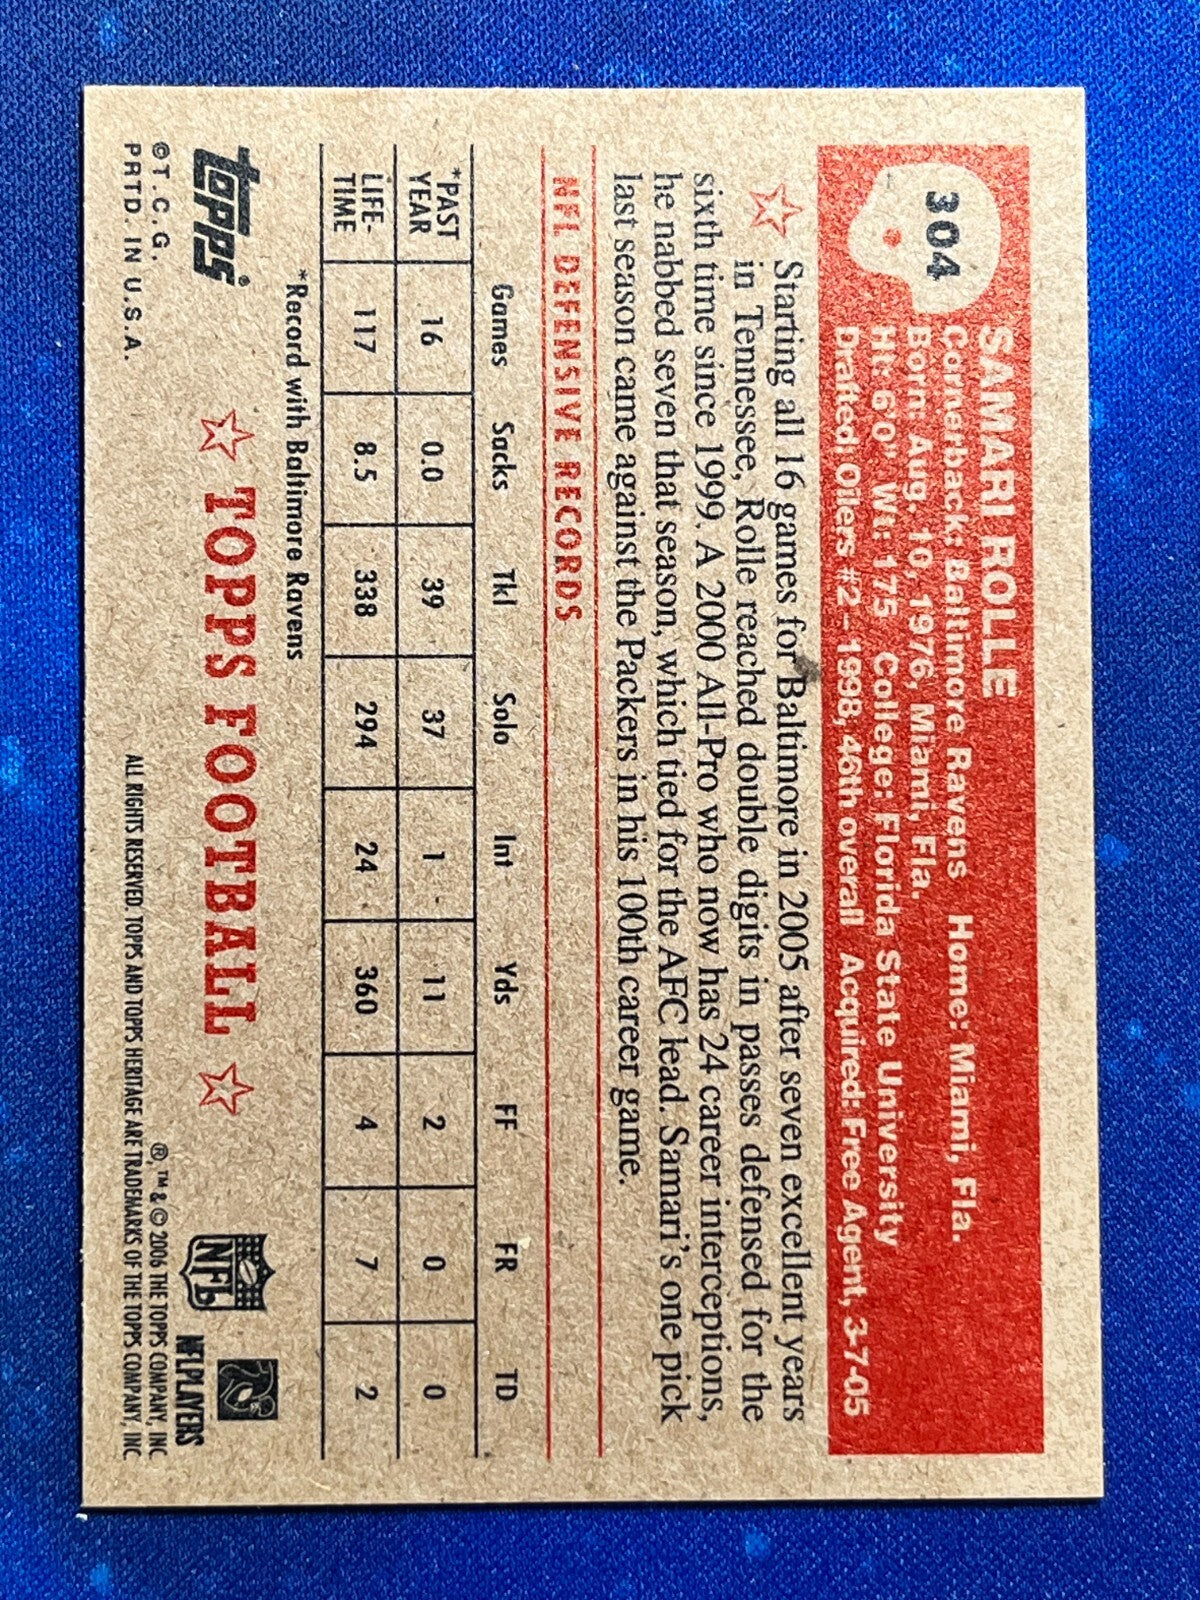 304
SAMARI ROLLE
Cornerback: Baltimore Ravens Home: Miami, Fla.
Born: Aug. 10, 1976, Miami, Fla.
Ht: 6'0" Wt: 175 College: Florida State University
Drafted: Oilers #2 – 1998, 46th overall Acquired: Free Agent, 3-7-05
Starting all 16 games for Baltimore in 2005 after seven excellent years
in Tennessee, Rolle reached double digits in passes defensed for the
sixth time since 1999. A 2000 All-Pro who now has 24 career interceptions,
he nabbed seven that season, which tied for the AFC lead. Samari's one pick
last season came against the Packers in his 100th career game.
NFL DEFENSIVE RECORDS
Games Sacks Tkl Solo Int Yds FF FR TD
*PAST YEAR 16 0.0 39 37 1 11 2 0 0
LIFE-TIME 117 8.5 338 294 24 360 4 7 2
*Record with Baltimore Ravens
topps
TOPPS FOOTBALL
NFL
NFLPLAYERS
©T.C.G.
PRTD. IN U.S.A.
®, ™ & © 2006 THE TOPPS COMPANY, INC.
ALL RIGHTS RESERVED. TOPPS AND TOPPS HERITAGE ARE TRADEMARKS OF THE TOPPS COMPANY, INC.